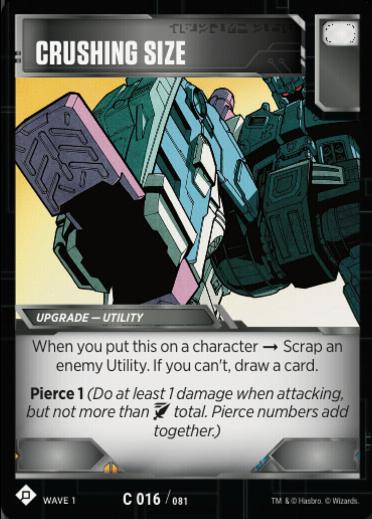 CRUSHING SIZE
UPGRADE – UTILITY
When you put this on a character → Scrap an
enemy Utility. If you can't, draw a card.
Pierce 1 (Do at least 1 damage when attacking,
but not more than total. Pierce numbers add
together.)
WAVE 1 C 016 / 081 TM & © Hasbro. © Wizards.